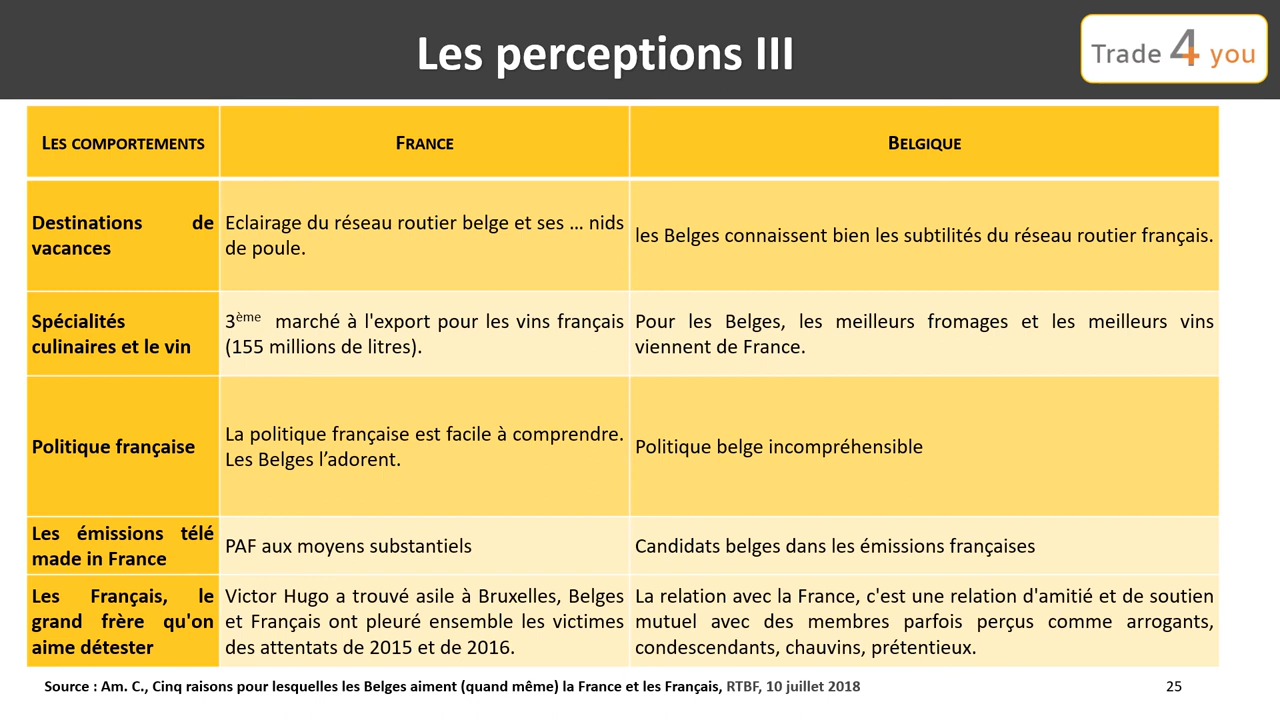 Les perceptions III
Trade 4 you
LES COMPORTEMENTS
FRANCE
BELGIQUE
Destinations de
vacances
Eclairage du réseau routier belge et ses ... nids
de poule.
les Belges connaissent bien les subtilités du réseau routier français.
Spécialités
culinaires et le vin
3ème marché à l'export pour les vins français
(155 millions de litres).
Pour les Belges, les meilleurs fromages et les meilleurs vins
viennent de France.
Politique française
La politique française est facile à comprendre.
Les Belges l’adorent.
Politique belge incompréhensible
Les émissions télé
made in France
PAF aux moyens substantiels
Candidats belges dans les émissions françaises
Les Français, le
grand frère qu'on
aime détester
Victor Hugo a trouvé asile à Bruxelles, Belges
et Français ont pleuré ensemble les victimes
des attentats de 2015 et de 2016.
La relation avec la France, c'est une relation d'amitié et de soutien
mutuel avec des membres parfois perçus comme arrogants,
condescendants, chauvins, prétentieux.
Source : Am. C., Cinq raisons pour lesquelles les Belges aiment (quand même) la France et les Français, RTBF, 10 juillet 2018
25